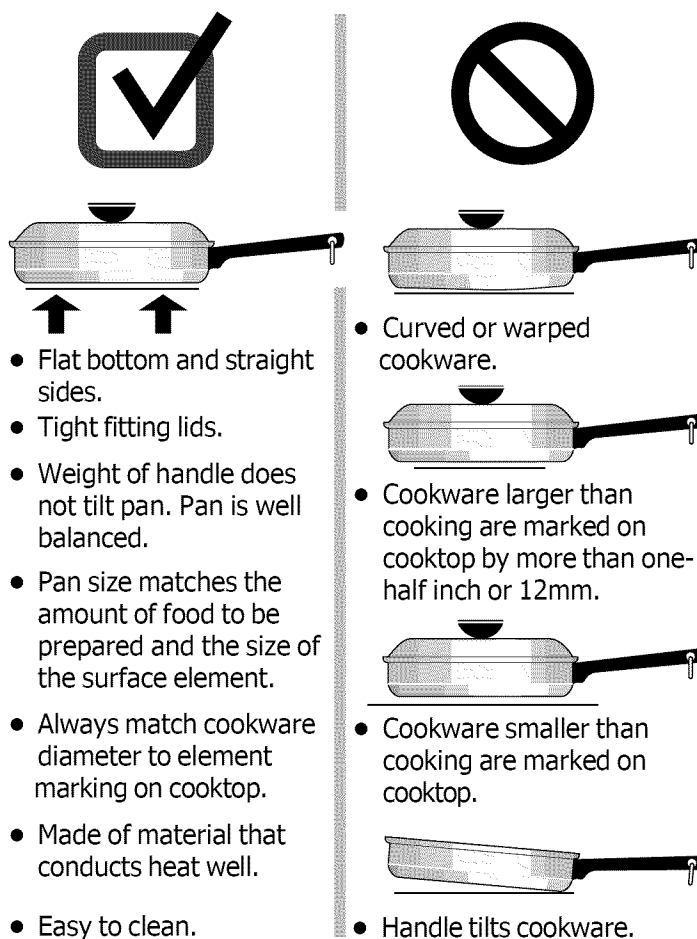 • Flat bottom and straight
sides.
• Tight fitting lids.
• Weight of handle does
not tilt pan. Pan is well
balanced.
• Pan size matches the
amount of food to be
prepared and the size of
the surface element.
• Always match cookware
diameter to element
marking on cooktop.
• Made of material that
conducts heat well.
• Easy to clean.
• Curved or warped
cookware.
• Cookware larger than
cooking are marked on
cooktop by more than one-
half inch or 12mm.
• Cookware smaller than
cooking are marked on
cooktop.
• Handle tilts cookware.